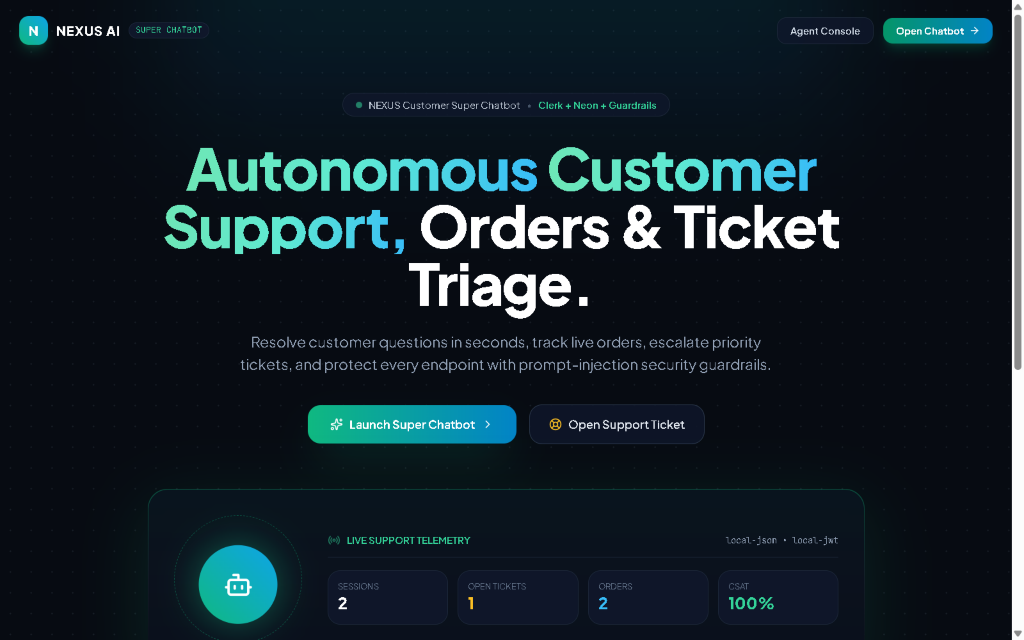 N NEXUS AI SUPER CHATBOT Agent Console Open Chatbot →
NEXUS Customer Super Chatbot • Clerk + Neon + Guardrails
Autonomous Customer
Support, Orders & Ticket
Triage.
Resolve customer questions in seconds, track live orders, escalate priority
tickets, and protect every endpoint with prompt-injection security guardrails.
Launch Super Chatbot Open Support Ticket
LIVE SUPPORT TELEMETRY local-json • local-jwt
SESSIONS OPEN TICKETS ORDERS CSAT
2 1 2 100%